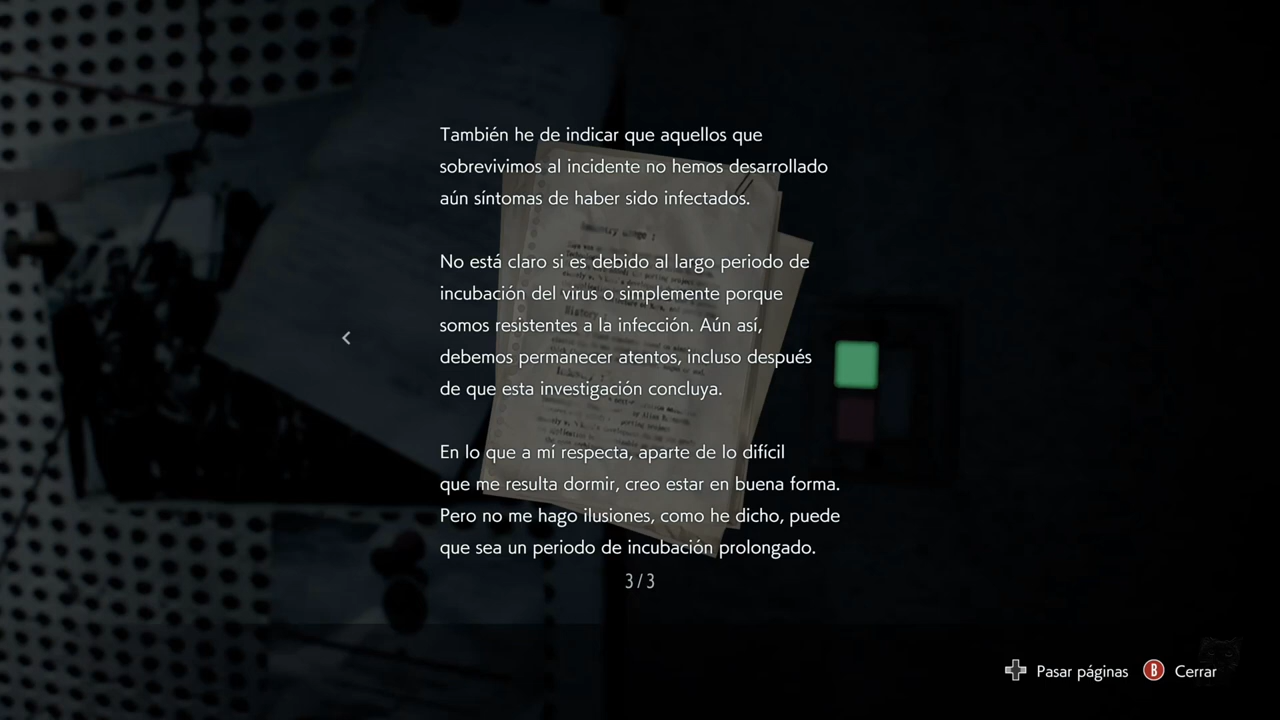 También he de indicar que aquellos que
sobrevivimos al incidente no hemos desarrollado
aún síntomas de haber sido infectados.
No está claro si es debido al largo periodo de
incubación del virus o simplemente porque
somos resistentes a la infección. Aún así,
debemos permanecer atentos, incluso después
de que esta investigación concluya.
En lo que a mí respecta, aparte de lo difícil
que me resulta dormir, creo estar en buena forma.
Pero no me hago ilusiones, como he dicho, puede
que sea un periodo de incubación prolongado.
3/3
Pasar páginas B Cerrar